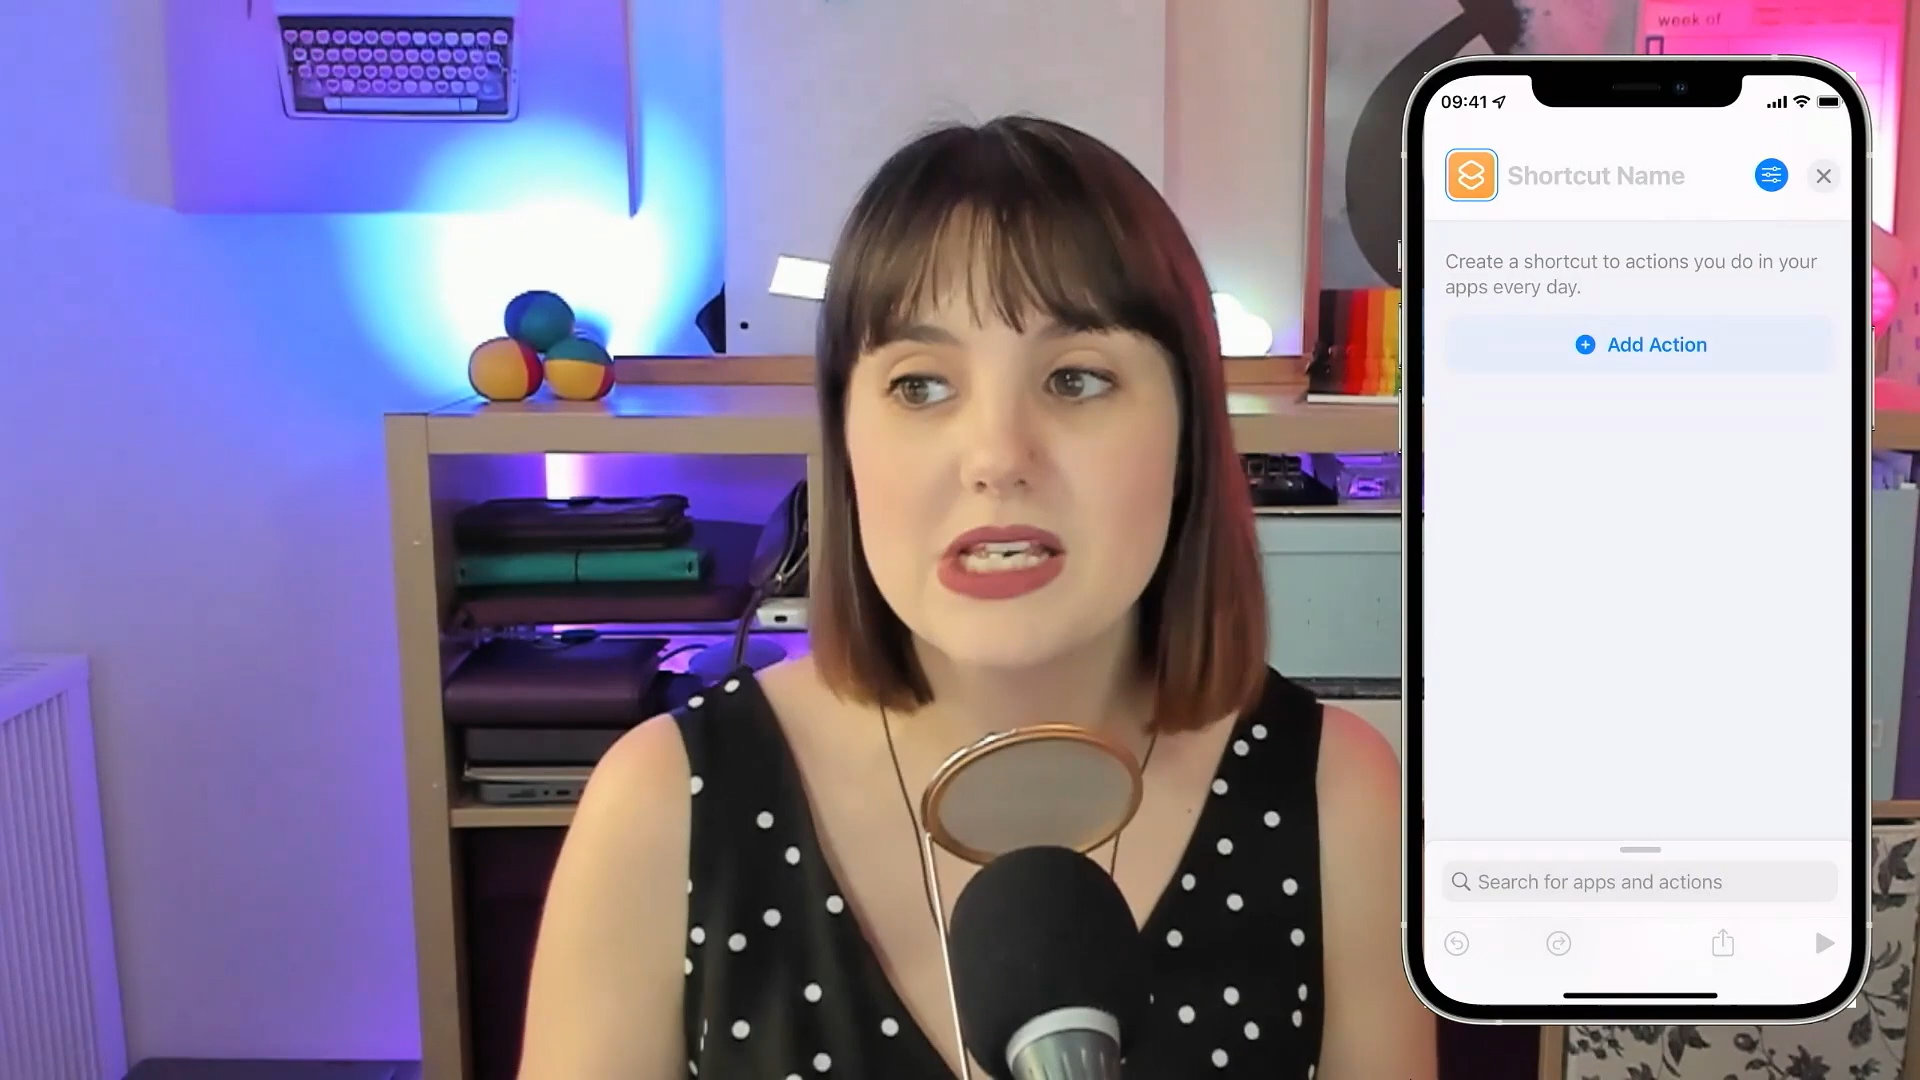 week of
09:41
Shortcut Name
Create a shortcut to actions you do in your
apps every day.
Add Action
Search for apps and actions